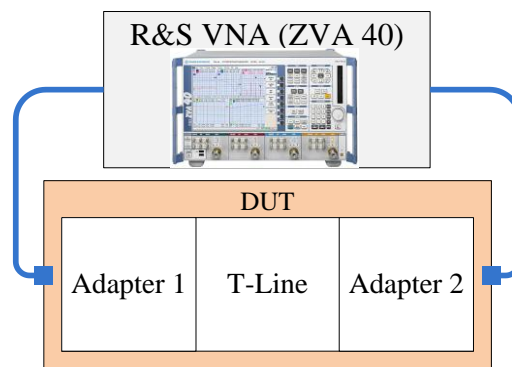 R&S VNA (ZVA 40)
DUT
Adapter 1
T-Line
Adapter 2